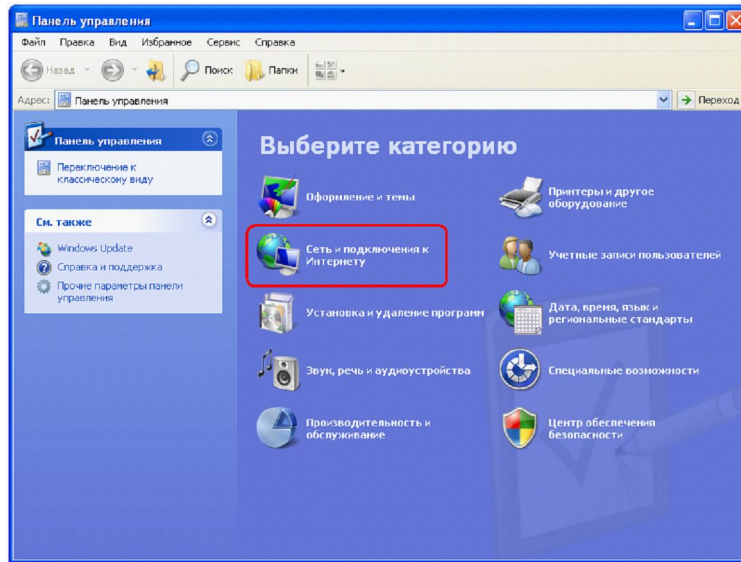 Панель управления
Файл Правка Вид Избранное Сервис Справка
Назад Поиск Папки
Адрес: Панель управления Переход
Панель управления
Переключение к
классическому виду
См. также
Windows Update
Справка и поддержка
Прочие параметры панели
управления
Выберите категорию
Оформление и темы
Принтеры и другое
оборудование
Сеть и подключения к
Интернету
Учетные записи пользователей
Установка и удаление программ
Дата, время, язык и
региональные стандарты
Звук, речь и аудиоустройства
Специальные возможности
Производительность и
обслуживание
Центр обеспечения
безопасности